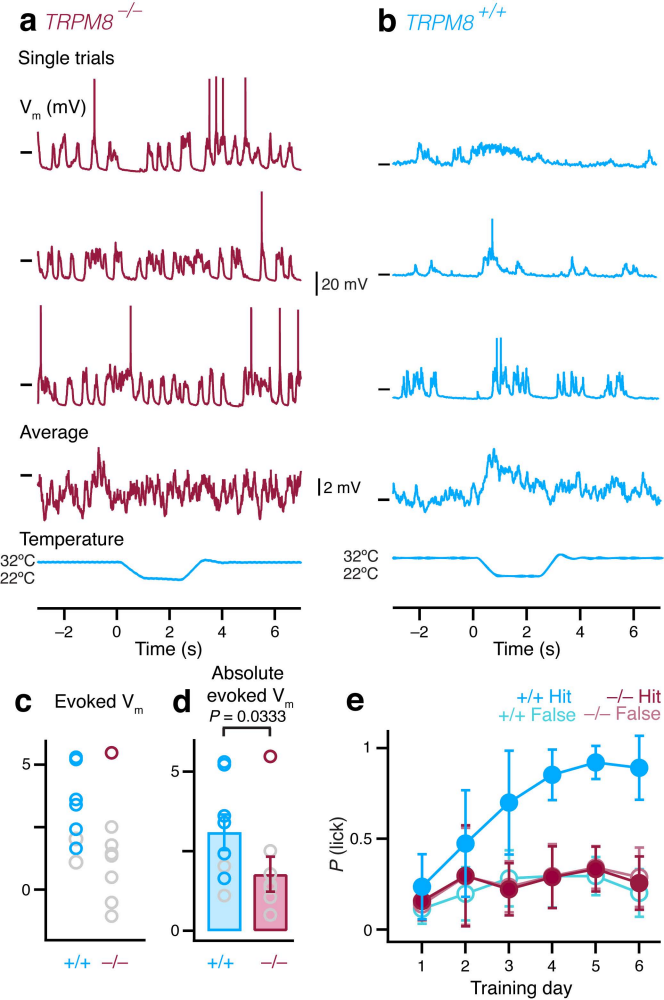 a TRPM8 −/−
Single trials
Vm (mV)
20 mV
Average
2 mV
Temperature
32ºC
22ºC
−2 0 2 4 6
Time (s)
b TRPM8 +/+
32ºC
22ºC
−2 0 2 4 6
Time (s)
c Evoked Vm
5
0
+/+ −/−
d Absolute
evoked Vm
P = 0.0333
5
0
+/+ −/−
e +/+ Hit −/− Hit
+/+ False −/− False
P (lick)
1
0.5
0
1 2 3 4 5 6
Training day